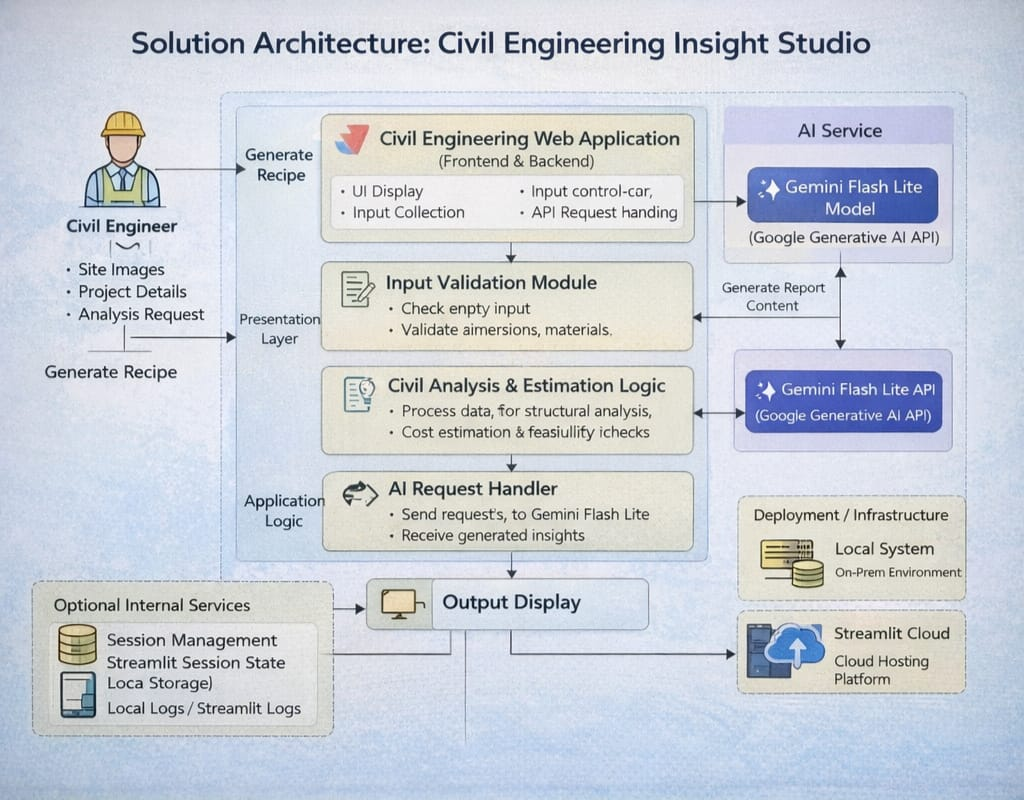 Solution Architecture: Civil Engineering Insight Studio
Civil Engineer
· Site Images
· Project Details
· Analysis Request
Generate Recipe
Generate
Recipe
Presentation
Layer
Application
Logic
Civil Engineering Web Application
(Frontend & Backend)
· UI Display
· Input Collection
· Input control-car,
· API Request handing
Input Validation Module
· Check empty input
· Validate aimersions, materials.
Civil Analysis & Estimation Logic
· Process data, for structural analysis,
· Cost estimation & feasiullify ichecks
AI Request Handler
· Send request's, to Gemini Flash Lite
· Receive generated insights
Output Display
AI Service
Gemini Flash Lite
Model
(Google Generative AI API)
Generate Report
Content
Gemini Flash Lite API
(Google Generative AI API)
Deployment / Infrastructure
Local System
On-Prem Environment
Streamlit Cloud
Cloud Hosting
Platform
Optional Internal Services
Session Management
Streamlit Session State
Loca Storage)
Local Logs / Streamlit Logs